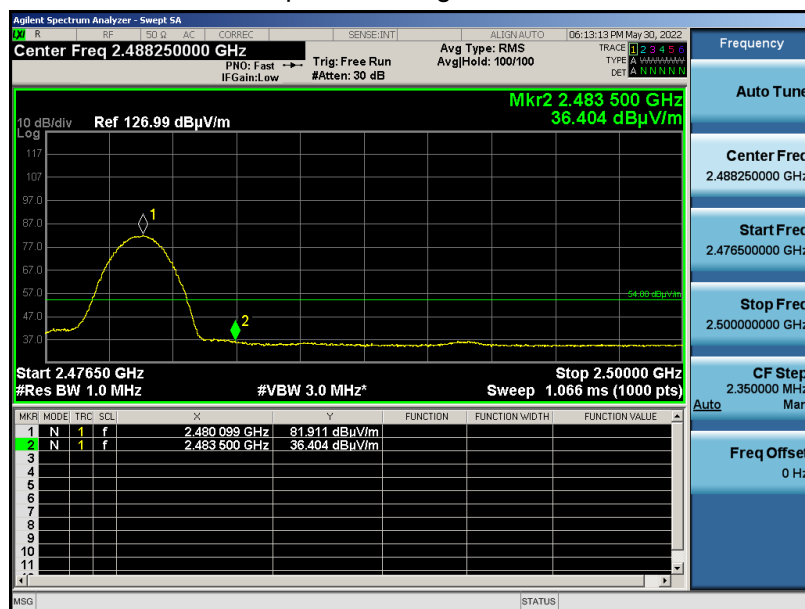 Agilent Spectrum Analyzer - Swept SA
LXI R RF 50 Ω AC CORREC SENSE:INT ALIGN AUTO 06:13:13 PM May 30, 2022
Center Freq 2.488250000 GHz
PNO: Fast
IFGain:Low
Trig: Free Run
#Atten: 30 dB
Avg Type: RMS
Avg|Hold: 100/100
TRACE 1 2 3 4 5 6
TYPE A
DET A N N N N N
Mkr2 2.483 500 GHz
36.404 dBµV/m
10 dB/div Ref 126.99 dBµV/m
Log
117
107
97.0
87.0
77.0
67.0
57.0
47.0
37.0
1
2
54.00 dBµV/m
Start 2.47650 GHz Stop 2.50000 GHz
#Res BW 1.0 MHz #VBW 3.0 MHz* Sweep 1.066 ms (1000 pts)
MKR MODE TRC SCL X Y FUNCTION FUNCTION WIDTH FUNCTION VALUE
1 N 1 f 2.480 099 GHz 81.911 dBµV/m
2 N 1 f 2.483 500 GHz 36.404 dBµV/m
3
4
5
6
7
8
9
10
11
MSG STATUS
Frequency
Auto Tune
Center Freq
2.488250000 GHz
Start Freq
2.476500000 GHz
Stop Freq
2.500000000 GHz
CF Step
2.350000 MHz
Auto Man
Freq Offset
0 Hz